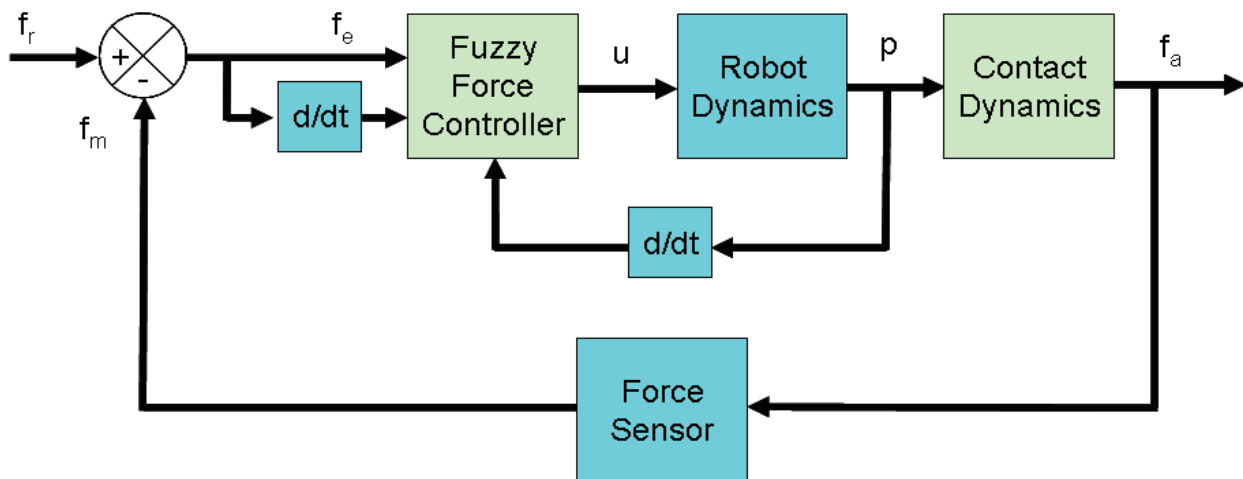 f_r
+
-
f_m
f_e
d/dt
Fuzzy
Force
Controller
u
Robot
Dynamics
p
Contact
Dynamics
f_a
d/dt
Force
Sensor